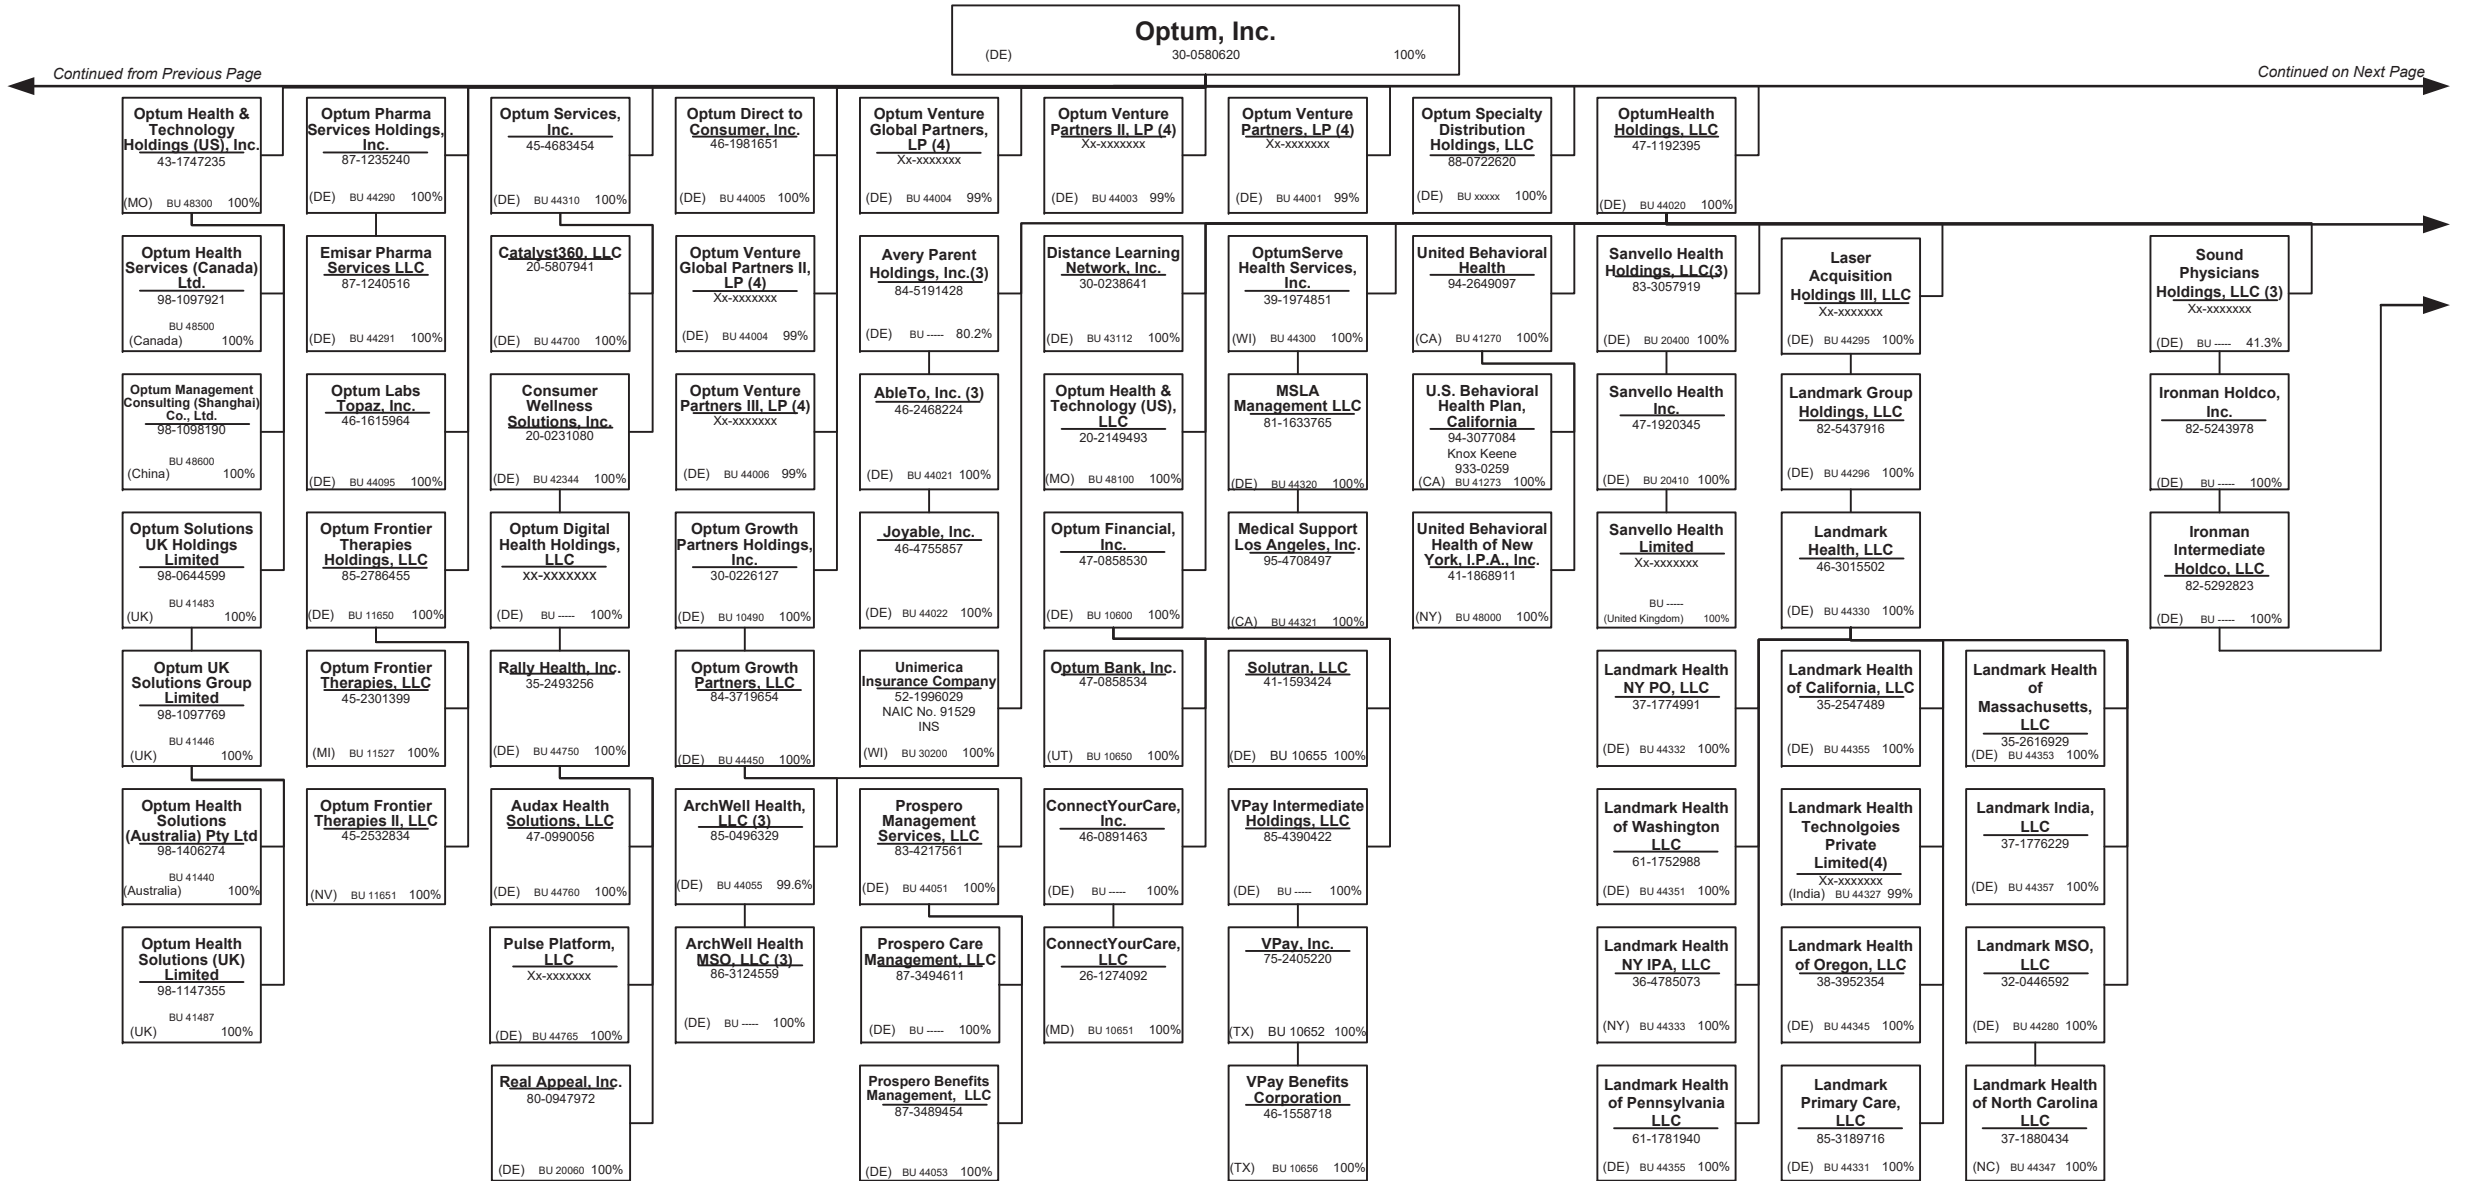 Optum, Inc.
(DE) 30-0580620 100%
Continued from Previous Page
Continued on Next Page
Optum Health &
Technology
Holdings (US), Inc.
43-1747235
(MO) BU 48300 100%
Optum Pharma
Services Holdings,
Inc.
87-1235240
(DE) BU 44290 100%
Optum Services,
Inc.
45-4683454
(DE) BU 44310 100%
Optum Direct to
Consumer, Inc.
46-1981651
(DE) BU 44005 100%
Optum Venture
Global Partners,
LP (4)
Xx-xxxxxxx
(DE) BU 44004 99%
Optum Venture
Partners II, LP (4)
Xx-xxxxxxx
(DE) BU 44003 99%
Optum Venture
Partners, LP (4)
Xx-xxxxxxx
(DE) BU 44001 99%
Optum Specialty
Distribution
Holdings, LLC
88-0722620
(DE) BU xxxxx 100%
OptumHealth
Holdings, LLC
47-1192395
(DE) BU 44020 100%
Optum Health
Services (Canada)
Ltd.
98-1097921
BU 48500
(Canada) 100%
Emisar Pharma
Services LLC
87-1240516
(DE) BU 44291 100%
Catalyst360, LLC
20-5807941
(DE) BU 44700 100%
Optum Venture
Global Partners II,
LP (4)
Xx-xxxxxxx
(DE) BU 44004 99%
Avery Parent
Holdings, Inc.(3)
84-5191428
(DE) BU ----- 80.2%
Distance Learning
Network, Inc.
30-0238641
(DE) BU 43112 100%
OptumServe
Health Services,
Inc.
39-1974851
(WI) BU 44300 100%
United Behavioral
Health
94-2649097
(CA) BU 41270 100%
Sanvello Health
Holdings, LLC(3)
83-3057919
(DE) BU 20400 100%
Laser
Acquisition
Holdings III, LLC
Xx-xxxxxxx
(DE) BU 44295 100%
Sound
Physicians
Holdings, LLC (3)
Xx-xxxxxxx
(DE) BU ----- 41.3%
Optum Management
Consulting (Shanghai)
Co., Ltd.
98-1098190
BU 48600
(China) 100%
Optum Labs
Topaz, Inc.
46-1615964
(DE) BU 44095 100%
Consumer
Wellness
Solutions, Inc.
20-0231080
(DE) BU 42344 100%
Optum Venture
Partners III, LP (4)
Xx-xxxxxxx
(DE) BU 44006 99%
AbleTo, Inc. (3)
46-2468224
(DE) BU 44021 100%
Optum Health &
Technology (US),
LLC
20-2149493
(MO) BU 48100 100%
MSLA
Management LLC
81-1633765
(DE) BU 44320 100%
U.S. Behavioral
Health Plan,
California
94-3077084
Knox Keene
933-0259
(CA) BU 41273 100%
Sanvello Health
Inc.
47-1920345
(DE) BU 20410 100%
Landmark Group
Holdings, LLC
82-5437916
(DE) BU 44296 100%
Ironman Holdco,
Inc.
82-5243978
(DE) BU ----- 100%
Optum Solutions
UK Holdings
Limited
98-0644599
BU 41483
(UK) 100%
Optum Frontier
Therapies
Holdings, LLC
85-2786455
(DE) BU 11650 100%
Optum Digital
Health Holdings,
LLC
xx-xxxxxxx
(DE) BU ----- 100%
Optum Growth
Partners Holdings,
Inc.
30-0226127
(DE) BU 10490 100%
Joyable, Inc.
46-4755857
(DE) BU 44022 100%
Optum Financial,
Inc.
47-0858530
(DE) BU 10600 100%
Medical Support
Los Angeles, Inc.
95-4708497
(CA) BU 44321 100%
United Behavioral
Health of New
York, I.P.A., Inc.
41-1868911
(NY) BU 48000 100%
Sanvello Health
Limited
Xx-xxxxxxx
BU -----
(United Kingdom) 100%
Landmark
Health, LLC
46-3015502
(DE) BU 44330 100%
Ironman
Intermediate
Holdco, LLC
82-5292823
(DE) BU ----- 100%
Optum UK
Solutions Group
Limited
98-1097769
BU 41446
(UK) 100%
Optum Frontier
Therapies, LLC
45-2301399
(MI) BU 11527 100%
Rally Health, Inc.
35-2493256
(DE) BU 44750 100%
Optum Growth
Partners, LLC
84-3719654
(DE) BU 44450 100%
Unimerica
Insurance Company
52-1996029
NAIC No. 91529
INS
(WI) BU 30200 100%
Optum Bank, Inc.
47-0858534
(UT) BU 10650 100%
Solutran, LLC
41-1593424
(DE) BU 10655 100%
Landmark Health
NY PO, LLC
37-1774991
(DE) BU 44332 100%
Landmark Health
of California, LLC
35-2547489
(DE) BU 44355 100%
Landmark Health
of
Massachusetts,
LLC
35-2616929
(DE) BU 44353 100%
Optum Health
Solutions
(Australia) Pty Ltd
98-1406274
BU 41440
(Australia) 100%
Optum Frontier
Therapies II, LLC
45-2532834
(NV) BU 11651 100%
Audax Health
Solutions, LLC
47-0990056
(DE) BU 44760 100%
ArchWell Health,
LLC (3)
85-0496329
(DE) BU 44055 99.6%
Prospero
Management
Services, LLC
83-4217561
(DE) BU 44051 100%
ConnectYourCare,
Inc.
46-0891463
(DE) BU ----- 100%
VPay Intermediate
Holdings, LLC
85-4390422
(DE) BU ----- 100%
Landmark Health
of Washington
LLC
61-1752988
(DE) BU 44351 100%
Landmark Health
Technolgoies
Private
Limited(4)
Xx-xxxxxxx
(India) BU 44327 99%
Landmark India,
LLC
37-1776229
(DE) BU 44357 100%
Optum Health
Solutions (UK)
Limited
98-1147355
BU 41487
(UK) 100%
Pulse Platform,
LLC
Xx-xxxxxxx
(DE) BU 44765 100%
ArchWell Health
MSO, LLC (3)
86-3124559
(DE) BU ----- 100%
Prospero Care
Management, LLC
87-3494611
(DE) BU ----- 100%
ConnectYourCare,
LLC
26-1274092
(MD) BU 10651 100%
VPay, Inc.
75-2405220
(TX) BU 10652 100%
Landmark Health
NY IPA, LLC
36-4785073
(NY) BU 44333 100%
Landmark Health
of Oregon, LLC
38-3952354
(DE) BU 44345 100%
Landmark MSO,
LLC
32-0446592
(DE) BU 44280 100%
Real Appeal, Inc.
80-0947972
(DE) BU 20060 100%
Prospero Benefits
Management, LLC
87-3489454
(DE) BU 44053 100%
VPay Benefits
Corporation
46-1558718
(TX) BU 10656 100%
Landmark Health
of Pennsylvania
LLC
61-1781940
(DE) BU 44355 100%
Landmark
Primary Care,
LLC
85-3189716
(DE) BU 44331 100%
Landmark Health
of North Carolina
LLC
37-1880434
(NC) BU 44347 100%